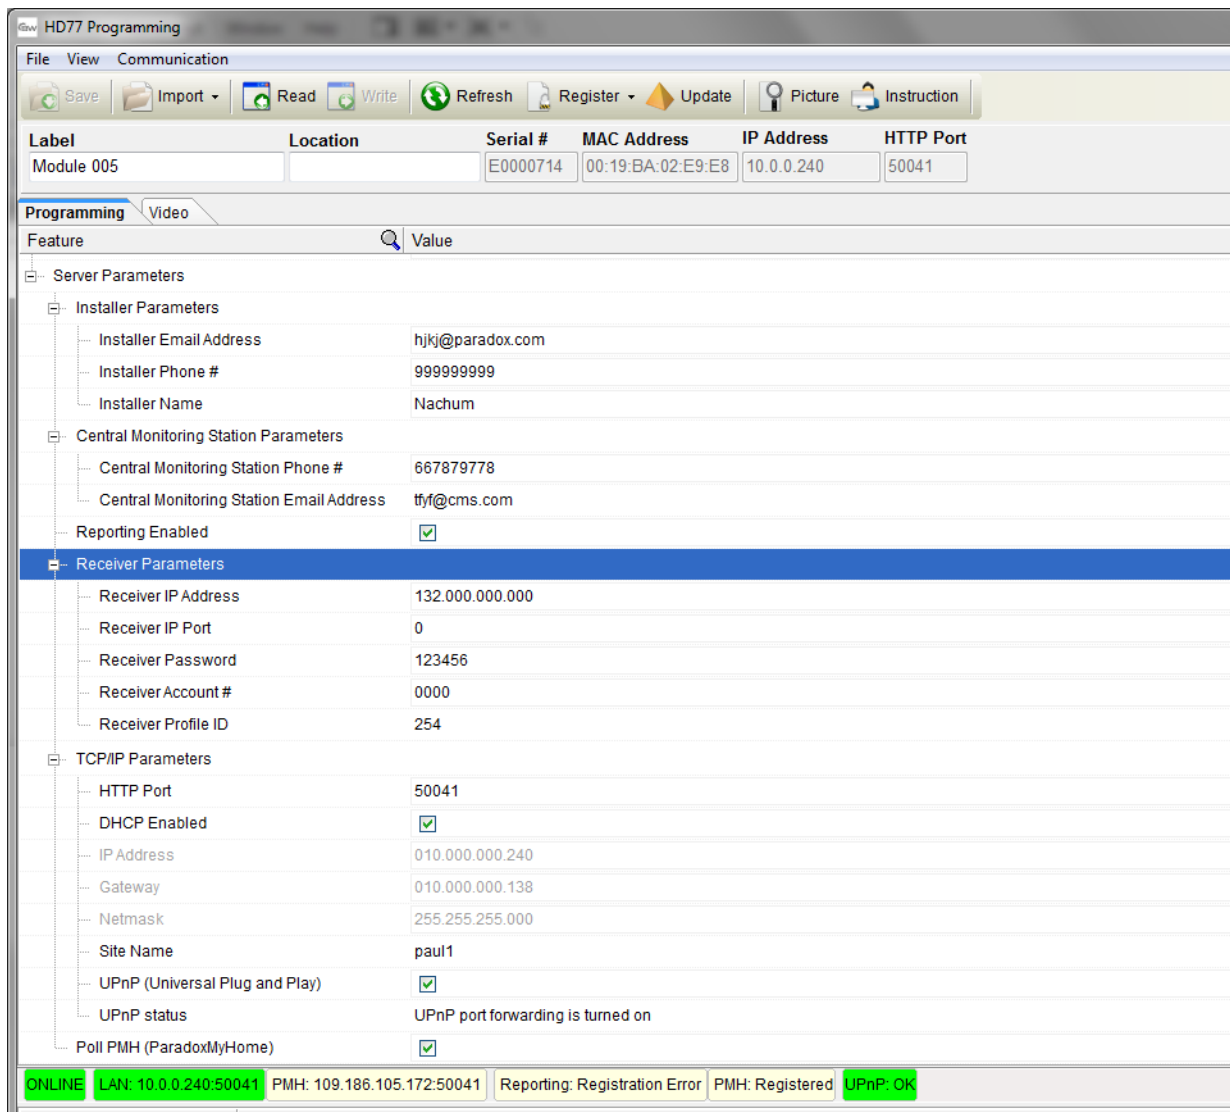 HD77 Programming
File View Communication
Save Import Read Write Refresh Register Update Picture Instruction
Label Location Serial # MAC Address IP Address HTTP Port
Module 005 E0000714 00:19:BA:02:E9:E8 10.0.0.240 50041
Programming Video
Feature Value
Server Parameters
Installer Parameters
Installer Email Address hjkj@paradox.com
Installer Phone # 999999999
Installer Name Nachum
Central Monitoring Station Parameters
Central Monitoring Station Phone # 667879778
Central Monitoring Station Email Address tfyf@cms.com
Reporting Enabled
Receiver Parameters
Receiver IP Address 132.000.000.000
Receiver IP Port 0
Receiver Password 123456
Receiver Account # 0000
Receiver Profile ID 254
TCP/IP Parameters
HTTP Port 50041
DHCP Enabled
IP Address 010.000.000.240
Gateway 010.000.000.138
Netmask 255.255.255.000
Site Name paul1
UPnP (Universal Plug and Play)
UPnP status UPnP port forwarding is turned on
Poll PMH (ParadoxMyHome)
ONLINE LAN: 10.0.0.240:50041 PMH: 109.186.105.172:50041 Reporting: Registration Error PMH: Registered UPnP: OK